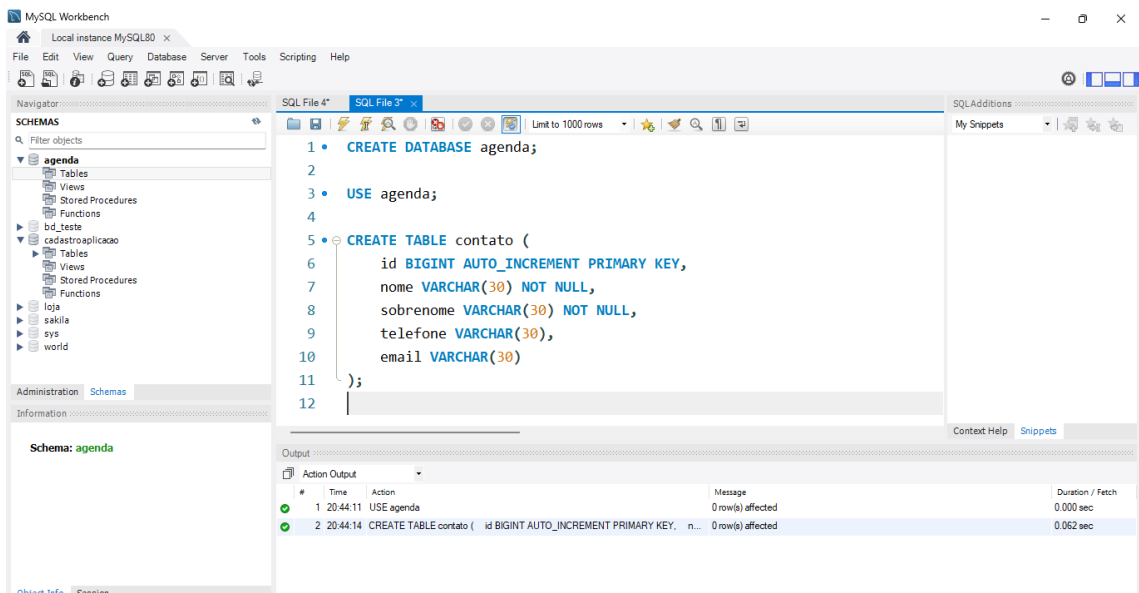 MySQL Workbench
Local instance MySQL80 ×
File Edit View Query Database Server Tools Scripting Help
Navigator
SCHEMAS
Filter objects
agenda
Tables
Views
Stored Procedures
Functions
bd_teste
cadastroaplicacao
Tables
Views
Stored Procedures
Functions
loja
sakila
sys
world
Administration Schemas
Information
Schema: agenda
Object Info Session
SQL File 4* SQL File 3* ×
Limit to 1000 rows
1 CREATE DATABASE agenda;
2
3 USE agenda;
4
5 CREATE TABLE contato (
6 id BIGINT AUTO_INCREMENT PRIMARY KEY,
7 nome VARCHAR(30) NOT NULL,
8 sobrenome VARCHAR(30) NOT NULL,
9 telefone VARCHAR(30),
10 email VARCHAR(30)
11 );
12
SQLAdditions
My Snippets
Context Help Snippets
Output
Action Output
# Time Action Message Duration / Fetch
1 20:44:11 USE agenda 0 row(s) affected 0.000 sec
2 20:44:14 CREATE TABLE contato ( id BIGINT AUTO_INCREMENT PRIMARY KEY, n... 0 row(s) affected 0.062 sec